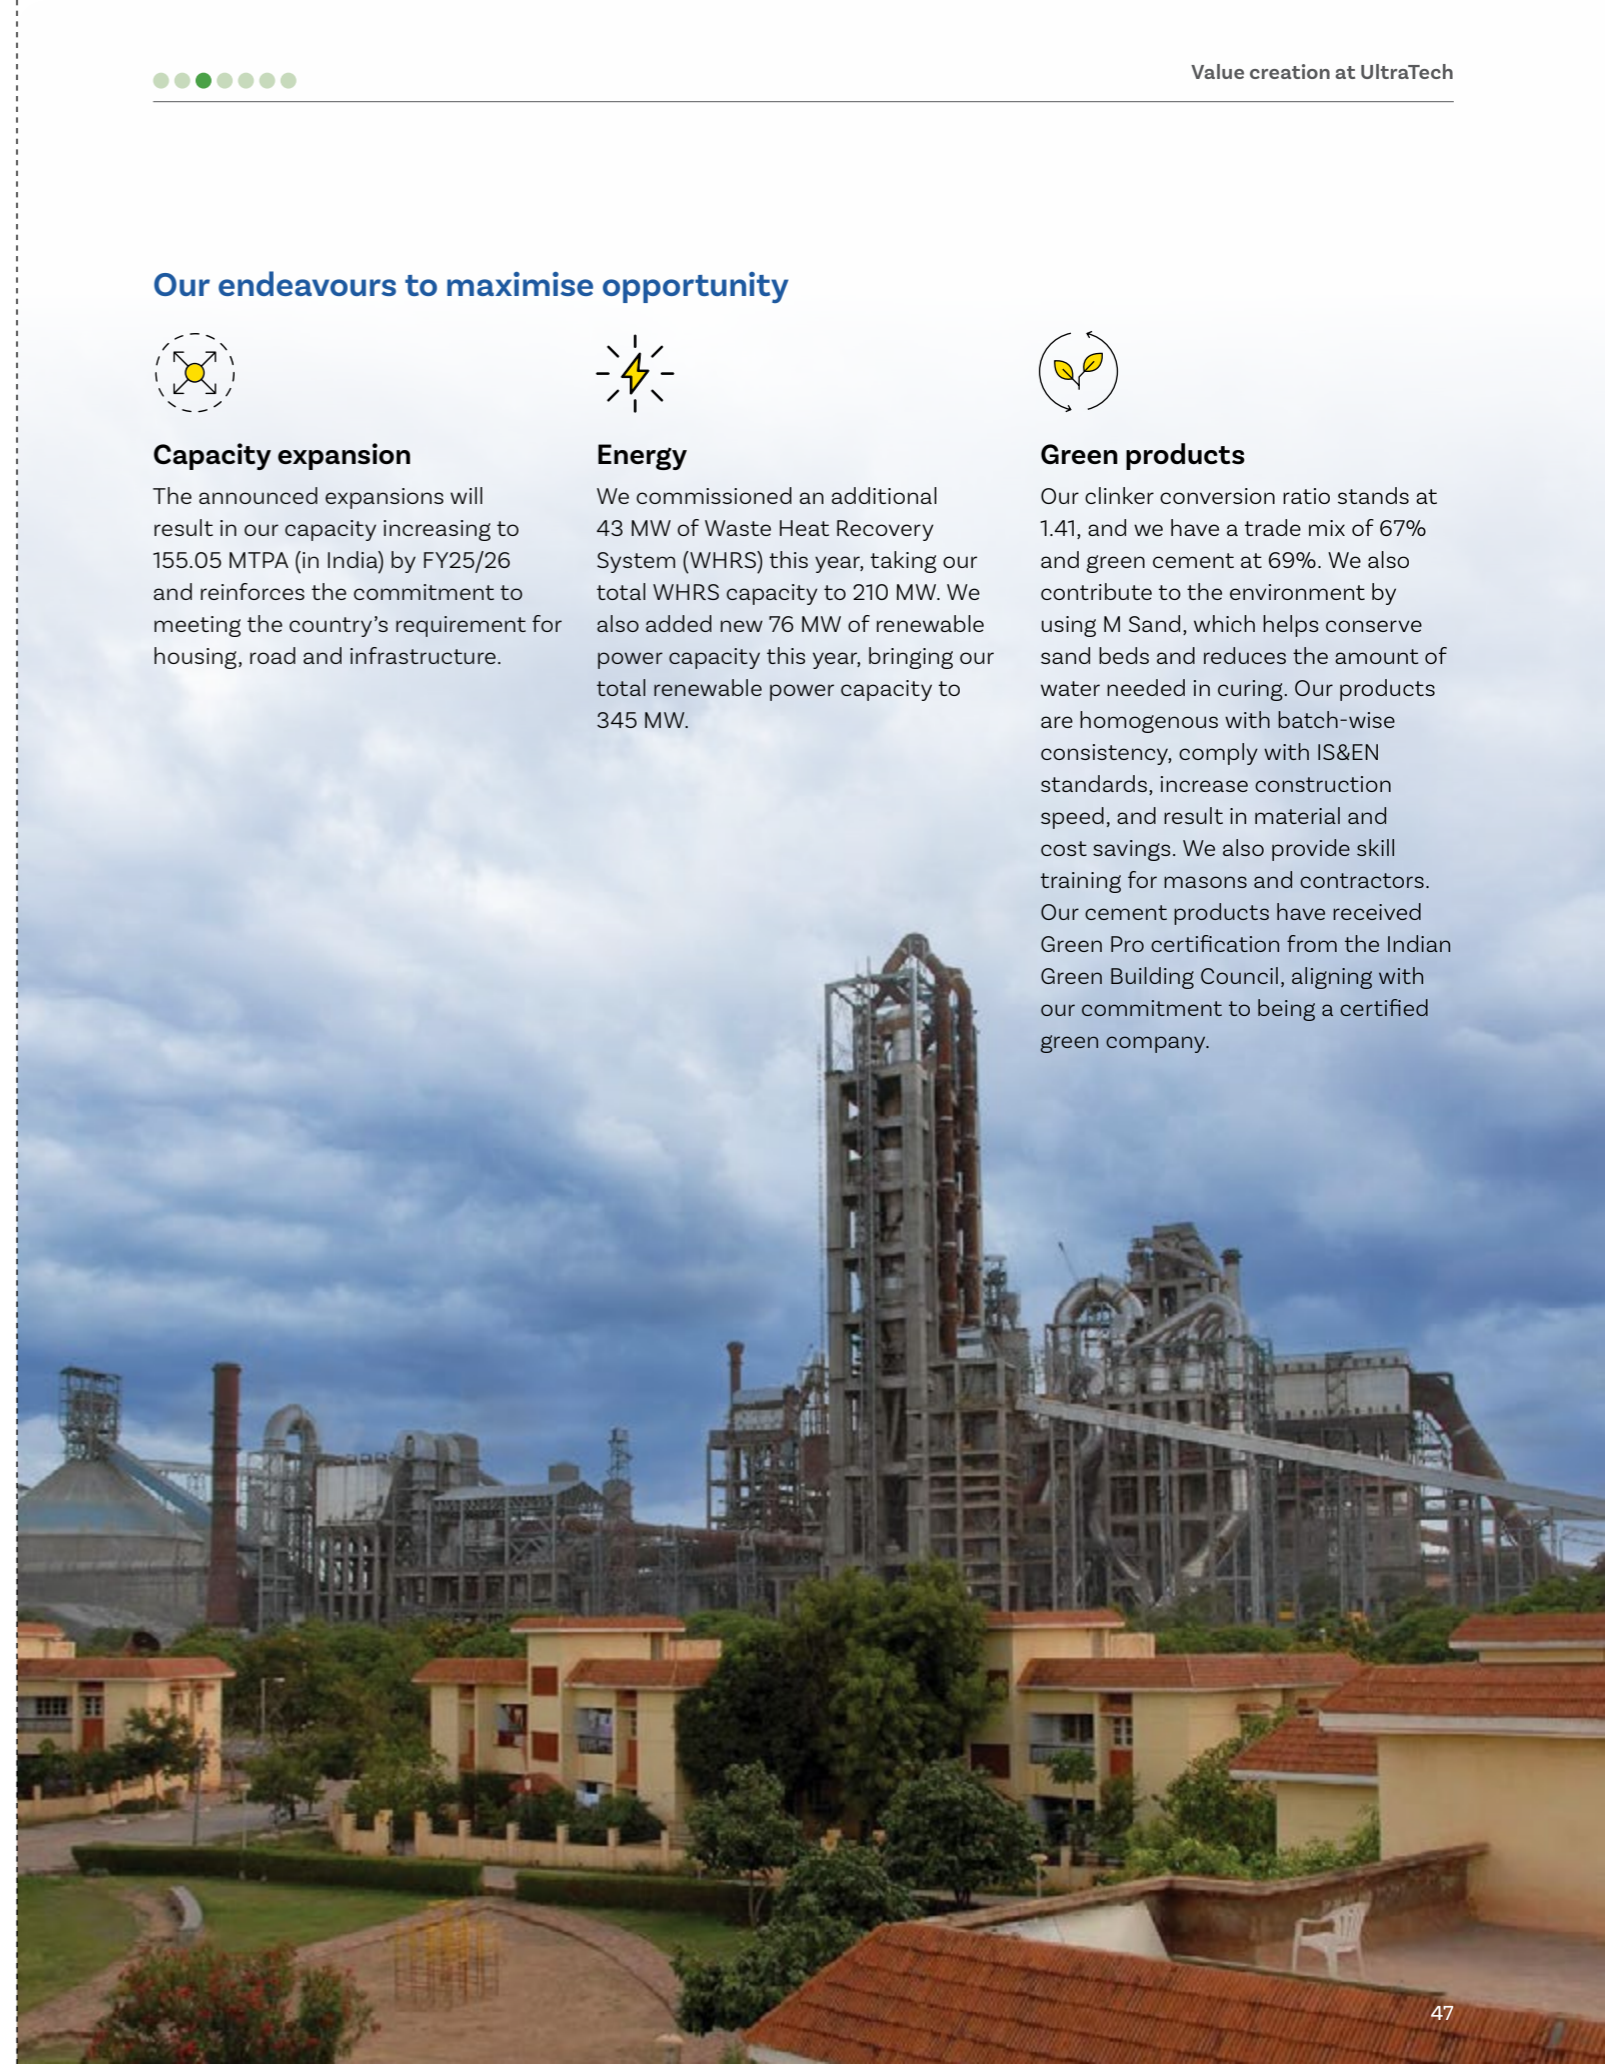 Value creation at UltraTech
Our endeavours to maximise opportunity
Capacity expansion
The announced expansions will
result in our capacity increasing to
155.05 MTPA (in India) by FY25/26
and reinforces the commitment to
meeting the country’s requirement for
housing, road and infrastructure.
Energy
We commissioned an additional
43 MW of Waste Heat Recovery
System (WHRS) this year, taking our
total WHRS capacity to 210 MW. We
also added new 76 MW of renewable
power capacity this year, bringing our
total renewable power capacity to
345 MW.
Green products
Our clinker conversion ratio stands at
1.41, and we have a trade mix of 67%
and green cement at 69%. We also
contribute to the environment by
using M Sand, which helps conserve
sand beds and reduces the amount of
water needed in curing. Our products
are homogenous with batch-wise
consistency, comply with IS&EN
standards, increase construction
speed, and result in material and
cost savings. We also provide skill
training for masons and contractors.
Our cement products have received
Green Pro certification from the Indian
Green Building Council, aligning with
our commitment to being a certified
green company.
47